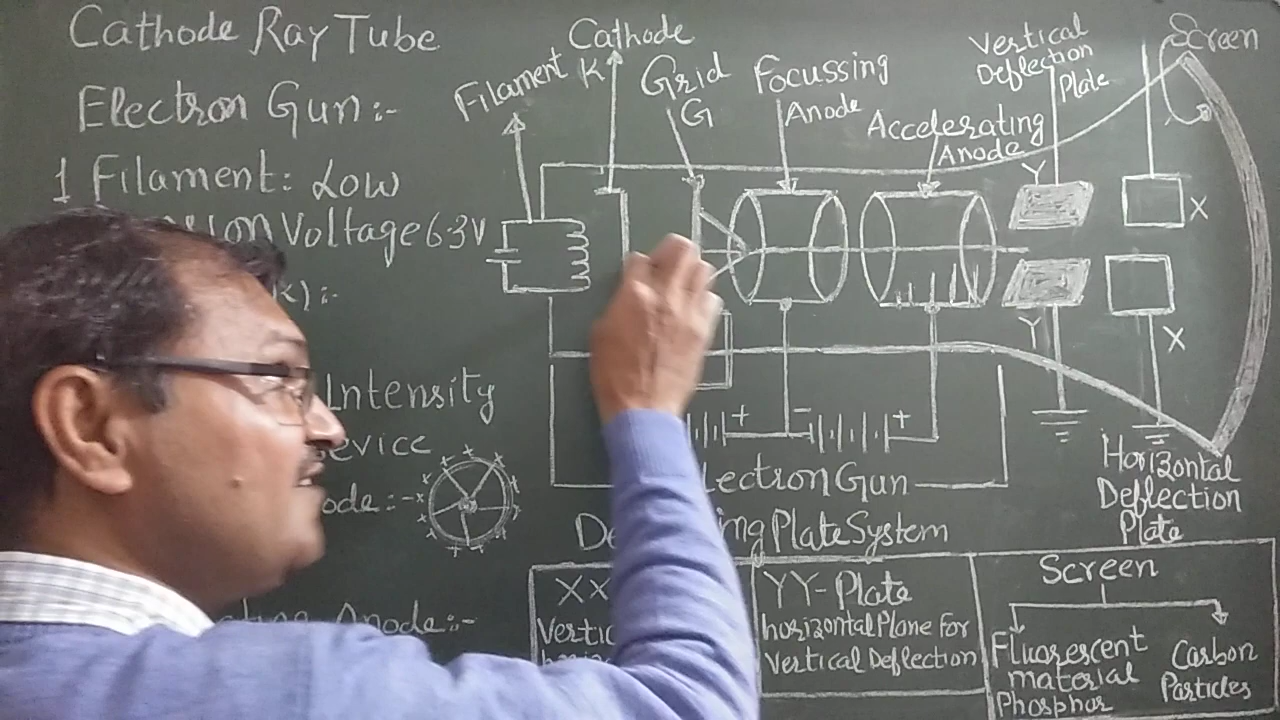 Cathode Ray Tube
Electron Gun:-
1 Filament: Low
Voltage 6.3V
K):-
Intensity
evice
ode:-
Anode:-
Filament
Cathode
K
Grid
G
Focussing
Anode
Accelerating
Anode
Vertical
Deflection
Plate
Screen
Y
X
Y
X
+
-
+
lectron Gun
Horizontal
Deflection
Plate
De
ing Plate System
XX
Vertic
YY-Plate
horizontal Plane for
Vertical Deflection
Screen
Fluorescent
material
Phosphor
Carbon
Particles